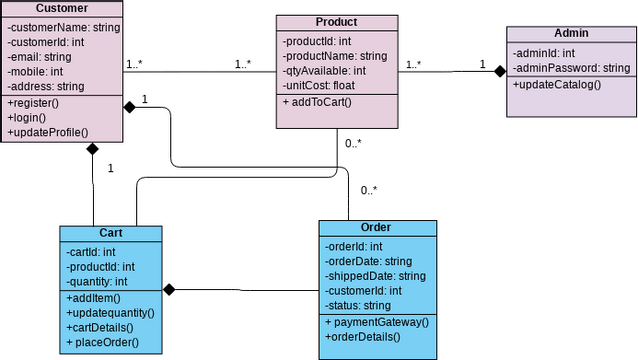 Customer
-customerName: string
-customerId: int
-email: string
-mobile: int
-address: string
+register()
+login()
+updateProfile()
1..*
1..*
Product
-productId: int
-productName: string
-qtyAvailable: int
-unitCost: float
+ addToCart()
1..*
1
Admin
-adminId: int
-adminPassword: string
+updateCatalog()
1
1
0..*
0..*
Cart
-cartId: int
-productId: int
-quantity: int
+addItem()
+updatequantity()
+cartDetails()
+ placeOrder()
Order
-orderId: int
-orderDate: string
-shippedDate: string
-customerId: int
-status: string
+ paymentGateway()
+orderDetails()